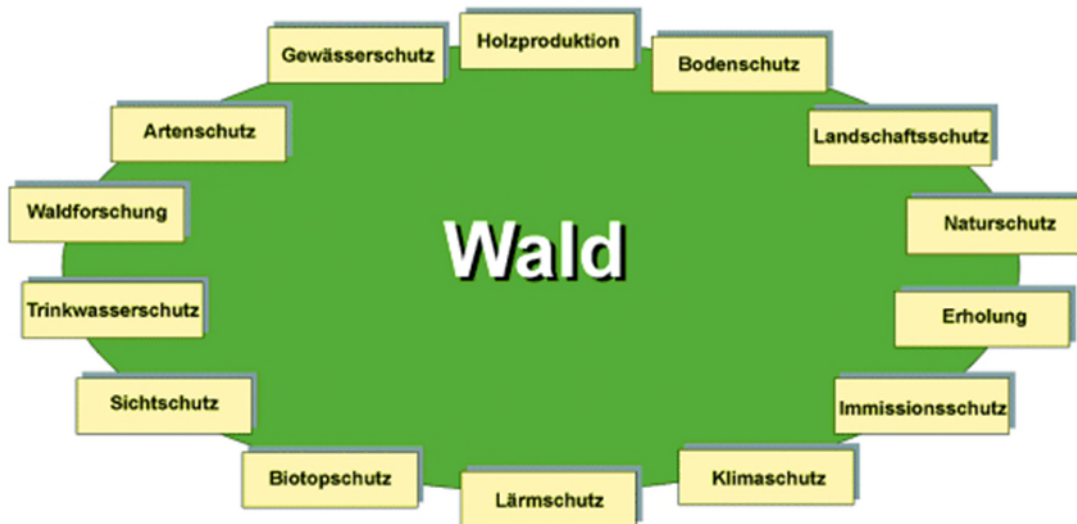 Gewässerschutz
Holzproduktion
Bodenschutz
Artenschutz
Landschaftsschutz
Waldforschung
Naturschutz
Wald
Trinkwasserschutz
Erholung
Sichtschutz
Immissionsschutz
Biotopschutz
Lärmschutz
Klimaschutz